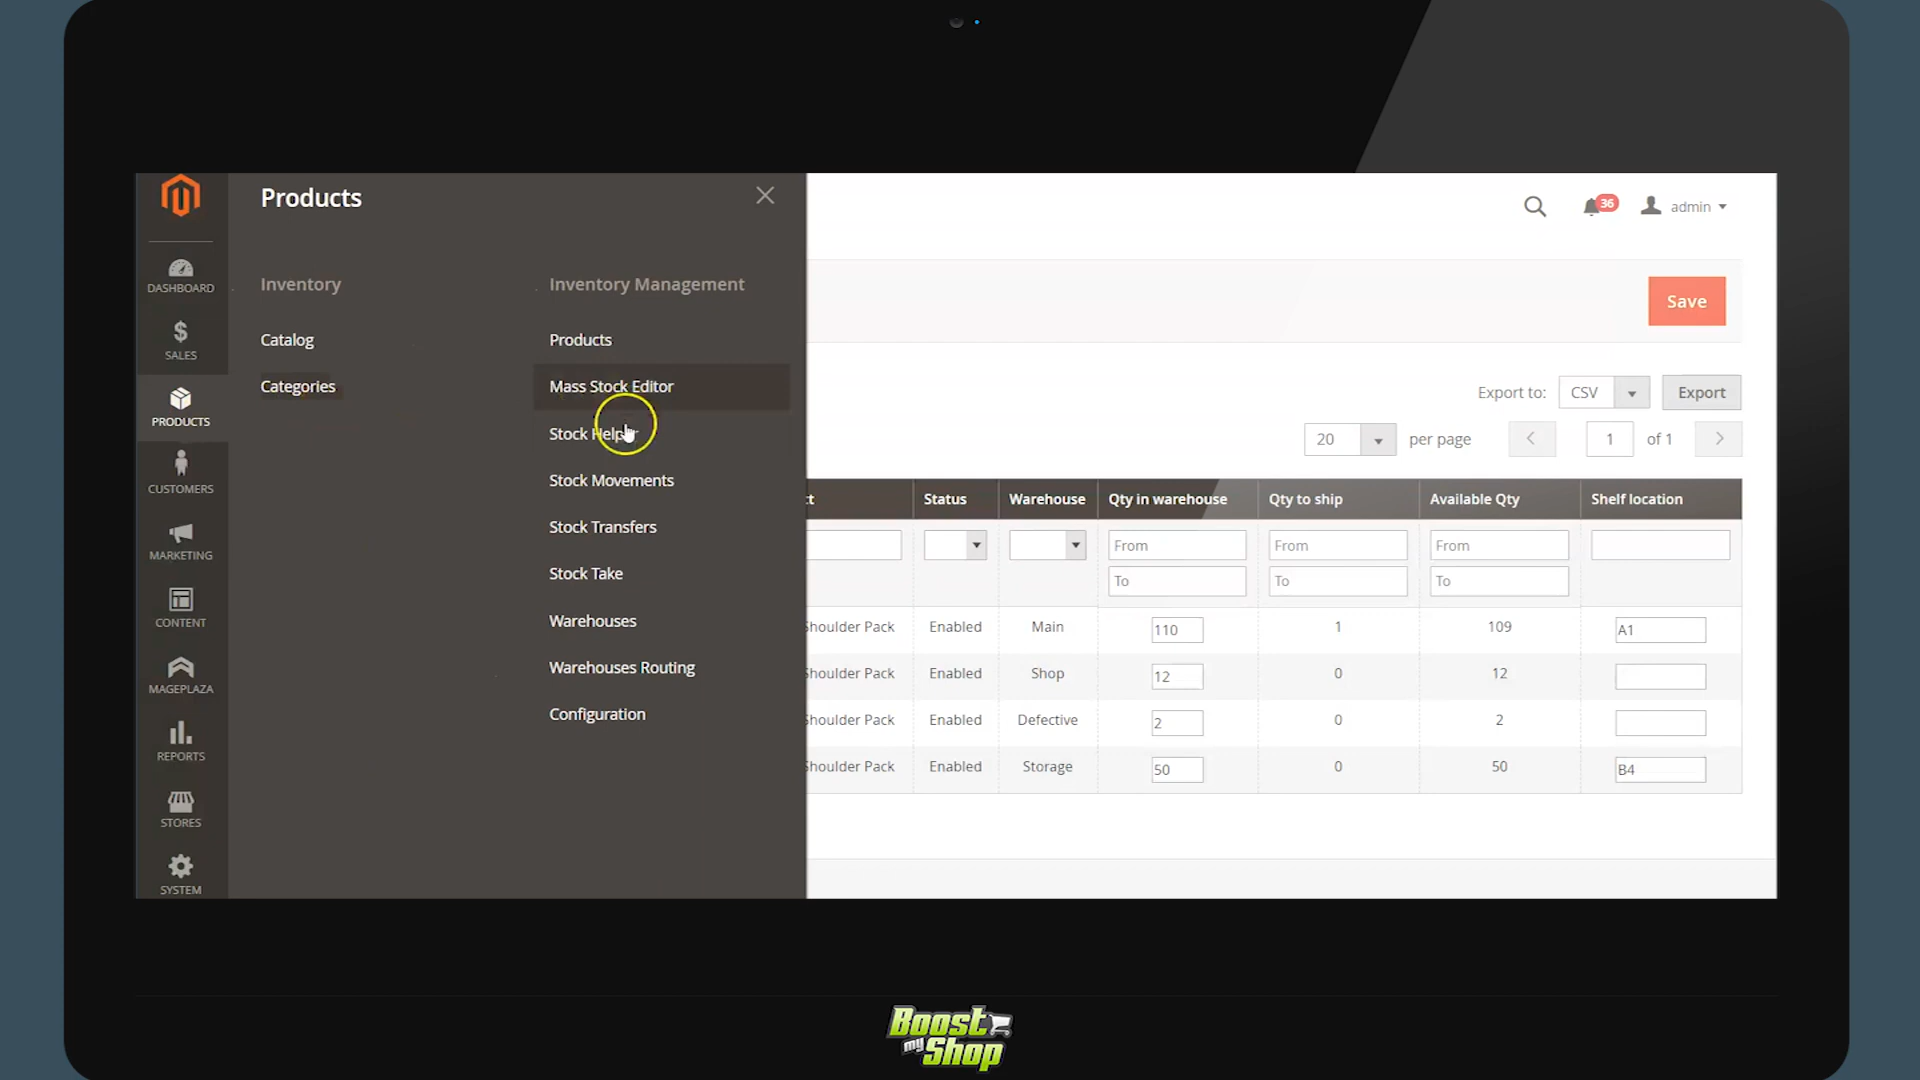 Products
Inventory
Catalog
Categories
Inventory Management
Products
Mass Stock Editor
Stock Helper
Stock Movements
Stock Transfers
Stock Take
Warehouses
Warehouses Routing
Configuration
DASHBOARD
SALES
PRODUCTS
CUSTOMERS
MARKETING
CONTENT
MAGEPLAZA
REPORTS
STORES
SYSTEM
36 admin
Save
Export to: CSV Export
20 per page 1 of 1
Status Warehouse Qty in warehouse Qty to ship Available Qty Shelf location
From From From
To To To
Shoulder Pack Enabled Main 110 1 109 A1
Shoulder Pack Enabled Shop 12 0 12
Shoulder Pack Enabled Defective 2 0 2
Shoulder Pack Enabled Storage 50 0 50 B4
Boost
my Shop